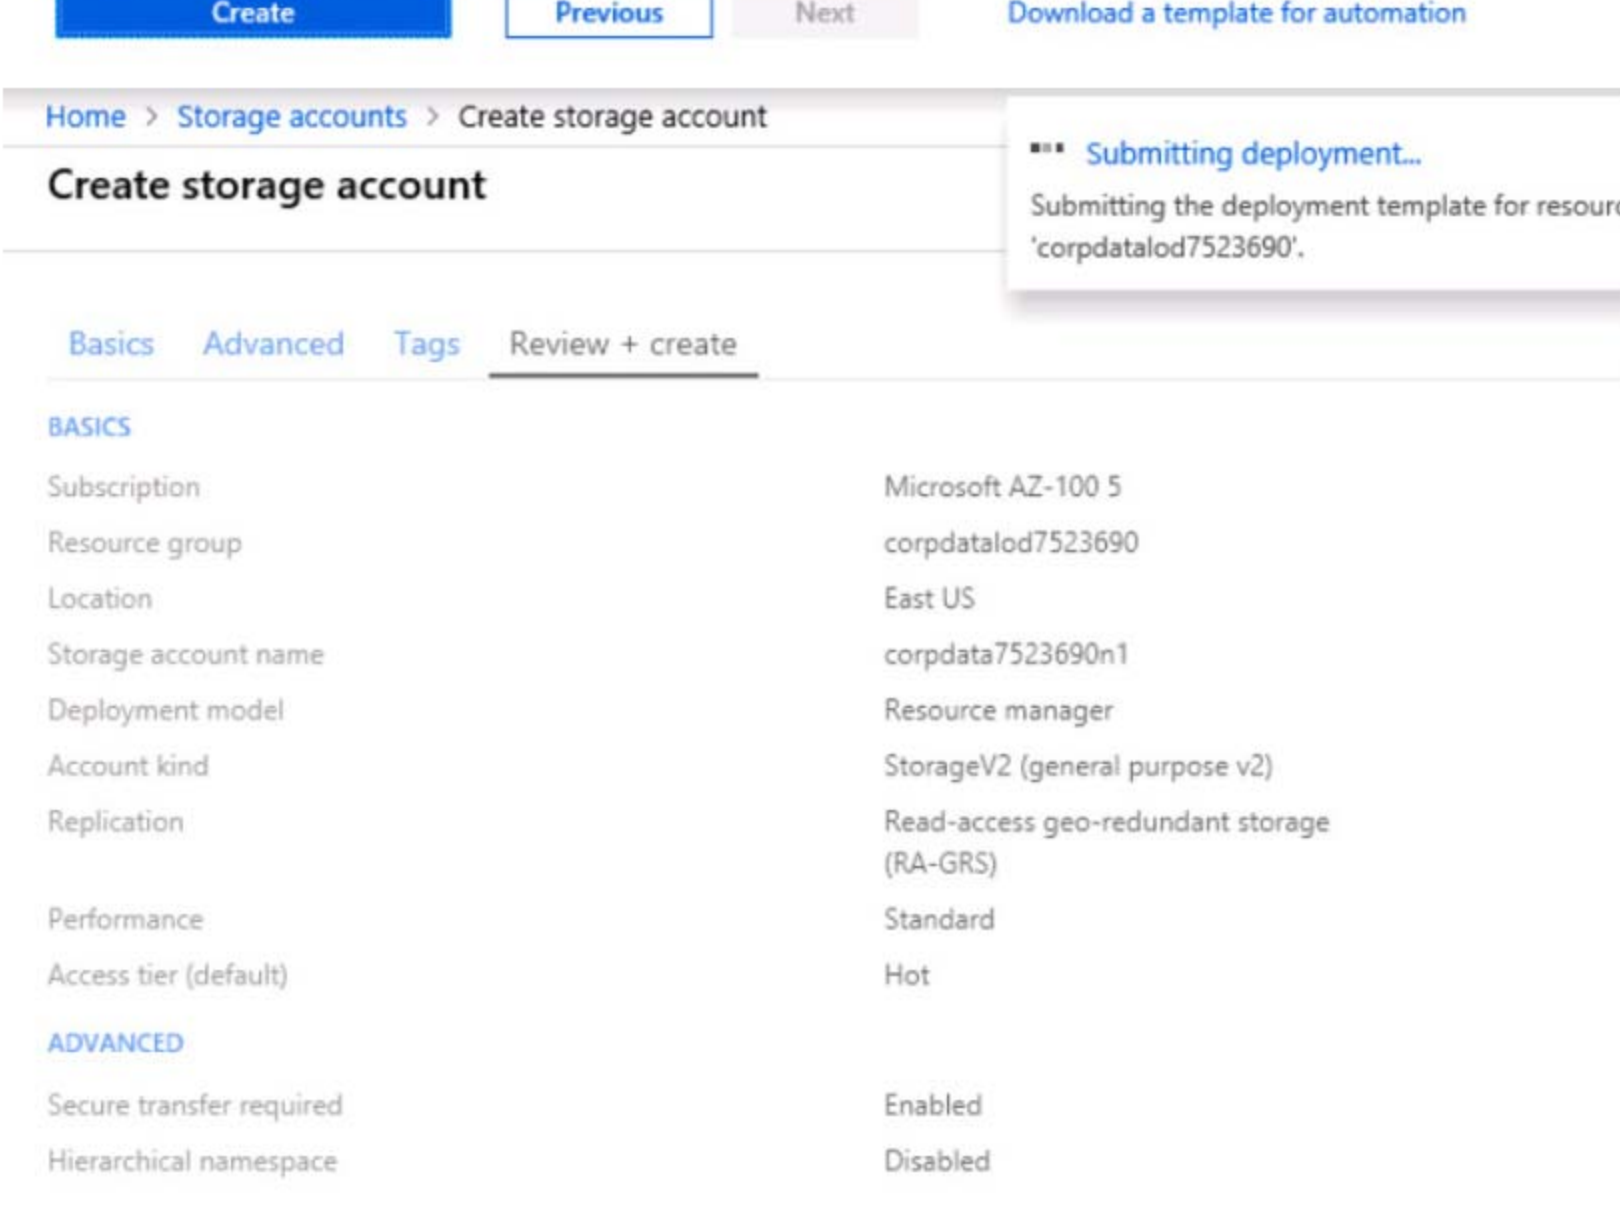 Create Previous Next Download a template for automation
Home > Storage accounts > Create storage account
Create storage account
Submitting deployment...
Submitting the deployment template for
'corpdatalod7523690'.
Basics Advanced Tags Review + create
BASICS
Subscription Microsoft AZ-100 5
Resource group corpdatalod7523690
Location East US
Storage account name corpdata7523690n1
Deployment model Resource manager
Account kind StorageV2 (general purpose v2)
Replication Read-access geo-redundant storage
(RA-GRS)
Performance Standard
Access tier (default) Hot
ADVANCED
Secure transfer required Enabled
Hierarchical namespace Disabled